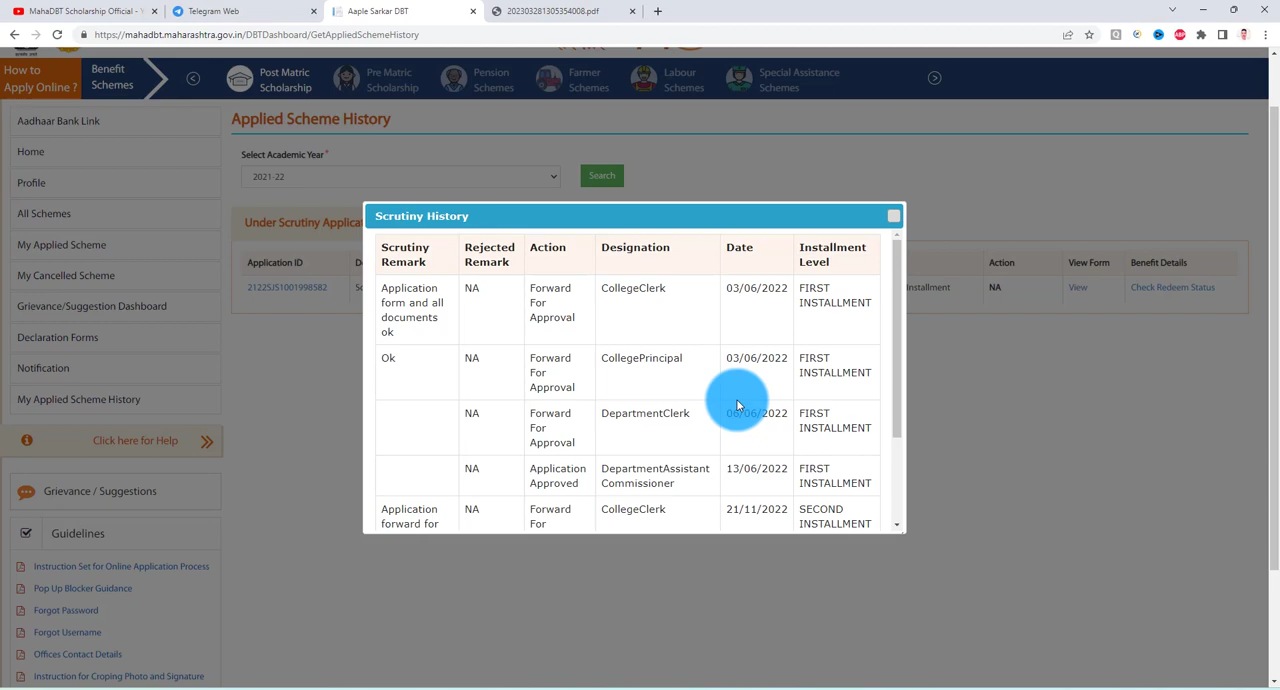 MahaDBT Scholarship Official -
Telegram Web
Aaple Sarkar DBT
202303281305354008.pdf
https://mahadbt.maharashtra.gov.in/DBTDashboard/GetAppliedSchemeHistory
How to
Apply Online ?
Benefit
Schemes
Post Matric
Scholarship
Pre Matric
Scholarship
Pension
Schemes
Farmer
Schemes
Labour
Schemes
Special Assistance
Schemes
Aadhaar Bank Link
Home
Profile
All Schemes
My Applied Scheme
My Cancelled Scheme
Grievance/Suggestion Dashboard
Declaration Forms
Notification
My Applied Scheme History
Click here for Help
Grievance / Suggestions
Guidelines
Instruction Set for Online Application Process
Pop Up Blocker Guidance
Forgot Password
Forgot Username
Offices Contact Details
Instruction for Croping Photo and Signature
Applied Scheme History
Select Academic Year*
2021-22
Search
Under Scrutiny Applica
Application ID
Action
View Form
Benefit Details
2122SJS1001998582
Installment
NA
View
Check Redeem Status
Scrutiny History
Scrutiny
Remark
Rejected
Remark
Action
Designation
Date
Installment
Level
Application
form and all
documents
ok
NA
Forward
For
Approval
CollegeClerk
03/06/2022
FIRST
INSTALLMENT
Ok
NA
Forward
For
Approval
CollegePrincipal
03/06/2022
FIRST
INSTALLMENT
NA
Forward
For
Approval
DepartmentClerk
06/06/2022
FIRST
INSTALLMENT
NA
Application
Approved
DepartmentAssistant
Commissioner
13/06/2022
FIRST
INSTALLMENT
Application
forward for
NA
Forward
For
CollegeClerk
21/11/2022
SECOND
INSTALLMENT